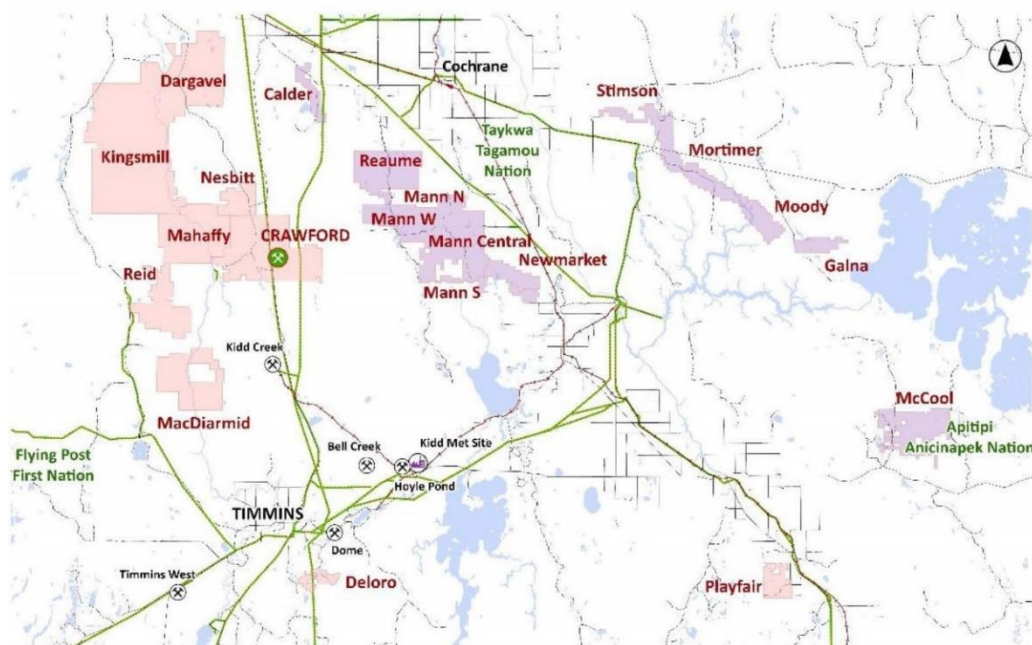 Dargavel
Cochrane
Calder
Stimson
Kingsmill
Reaume
Taykwa
Tagamou
Nation
Mortimer
Nesbitt
Mann N
Mann W
Moody
Mahaffy
CRAWFORD
Mann Central
Newmarket
Galna
Reid
Mann S
Kidd Creek
MacDiarmid
McCool
Apitipi
Anicinapek Nation
Flying Post
First Nation
Bell Creek
Kidd Met Site
Hoyle Pond
TIMMINS
Dome
Timmins West
Deloro
Playfair